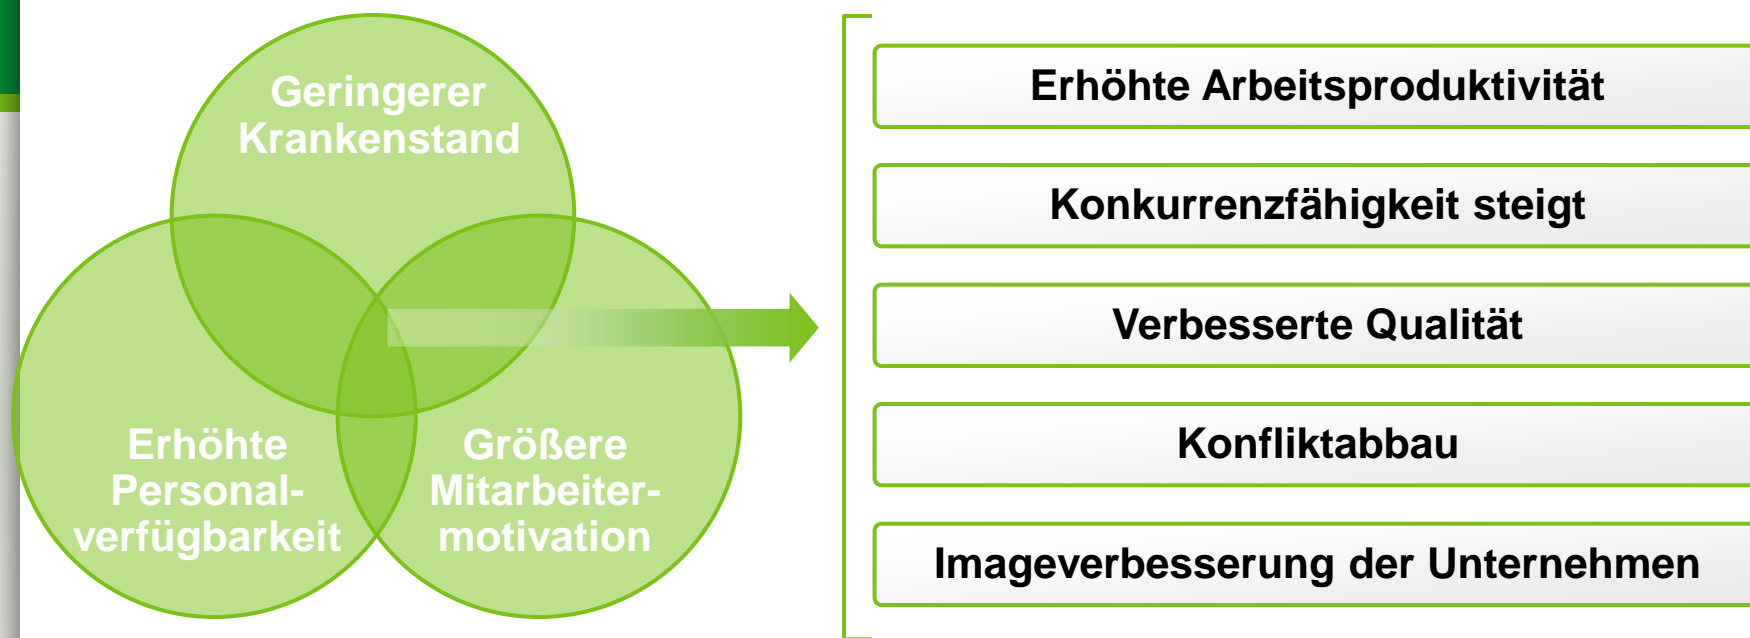 Geringerer
Krankenstand
Erhöhte
Personal-
verfügbarkeit
Größere
Mitarbeiter-
motivation
Erhöhte Arbeitsproduktivität
Konkurrenzfähigkeit steigt
Verbesserte Qualität
Konfliktabbau
Imageverbesserung der Unternehmen